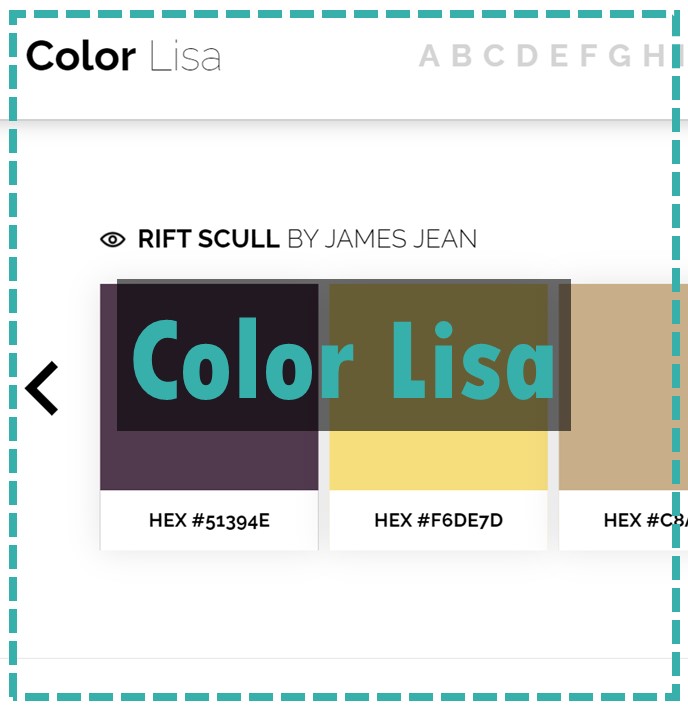 Color Lisa
A B C D E F G H I
RIFT SCULL BY JAMES JEAN
Color Lisa
HEX #51394E
HEX #F6DE7D
HEX #C8A